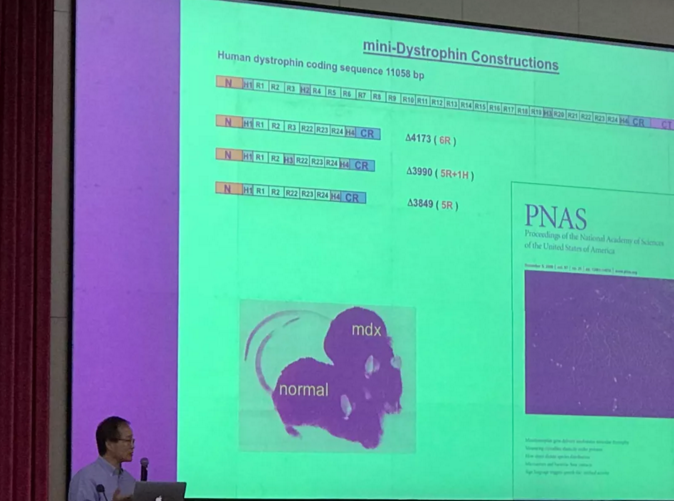 mini-Dystrophin Constructions
Human dystrophin coding sequence 11058 bp
N H1 R1 R2 R3 H2 R4 R5 R6 R7 R8 R9 R10 R11 R12 R13 R14 R15 R16 R17 R18 R19 H3 R20 R21 R22 R23 R24 H4 CR CT
N H1 R1 R2 R3 R22 R23 R24 H4 CR Δ4173 ( 6R )
N H1 R1 R2 H3 R22 R23 R24 H4 CR Δ3990 ( 5R+1H )
N H1 R1 R2 R22 R23 R24 H4 CR Δ3849 ( 5R )
PNAS
Proceedings of the National Academy of Sciences
of the United States of America
mdx
normal